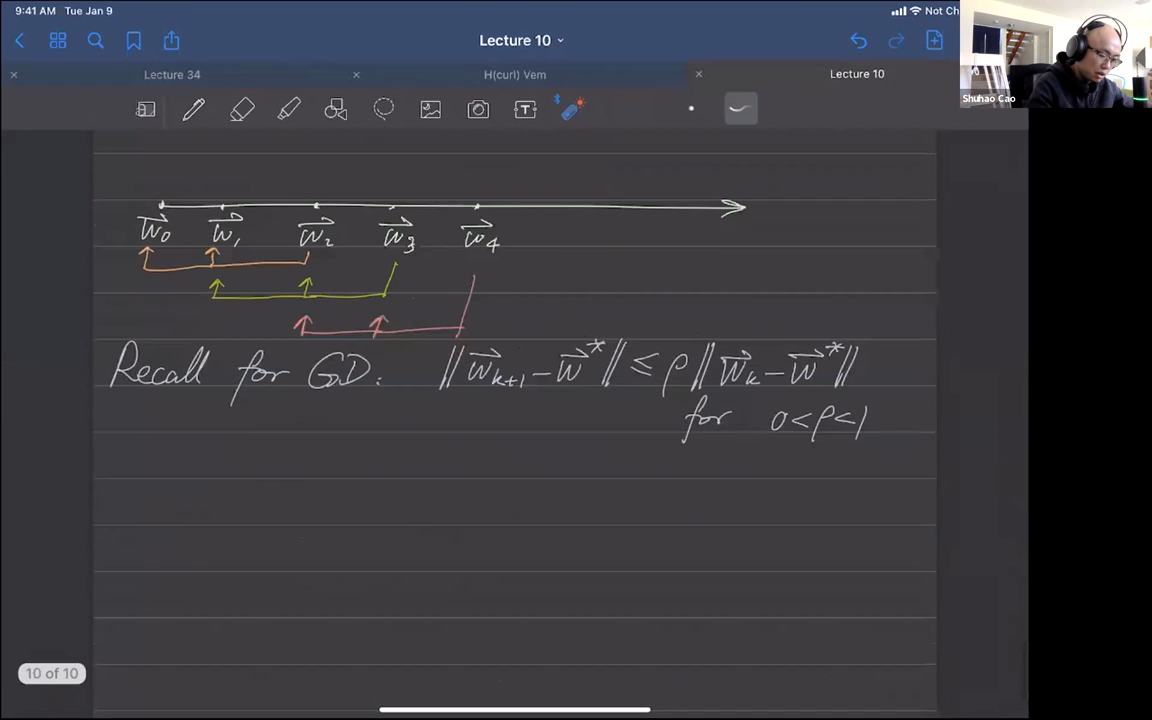 9:41 AM Tue Jan 9
Not Ch
Lecture 10
Lecture 34
H(curl) Vem
Lecture 10
Shuhao Cao
T
w⃗₀ w⃗₁ w⃗₂ w⃗₃ w⃗₄
Recall for GD: ‖w⃗ₖ₊₁ − w⃗*‖ ≤ ρ‖w⃗ₖ − w⃗*‖
for 0<ρ<1
10 of 10